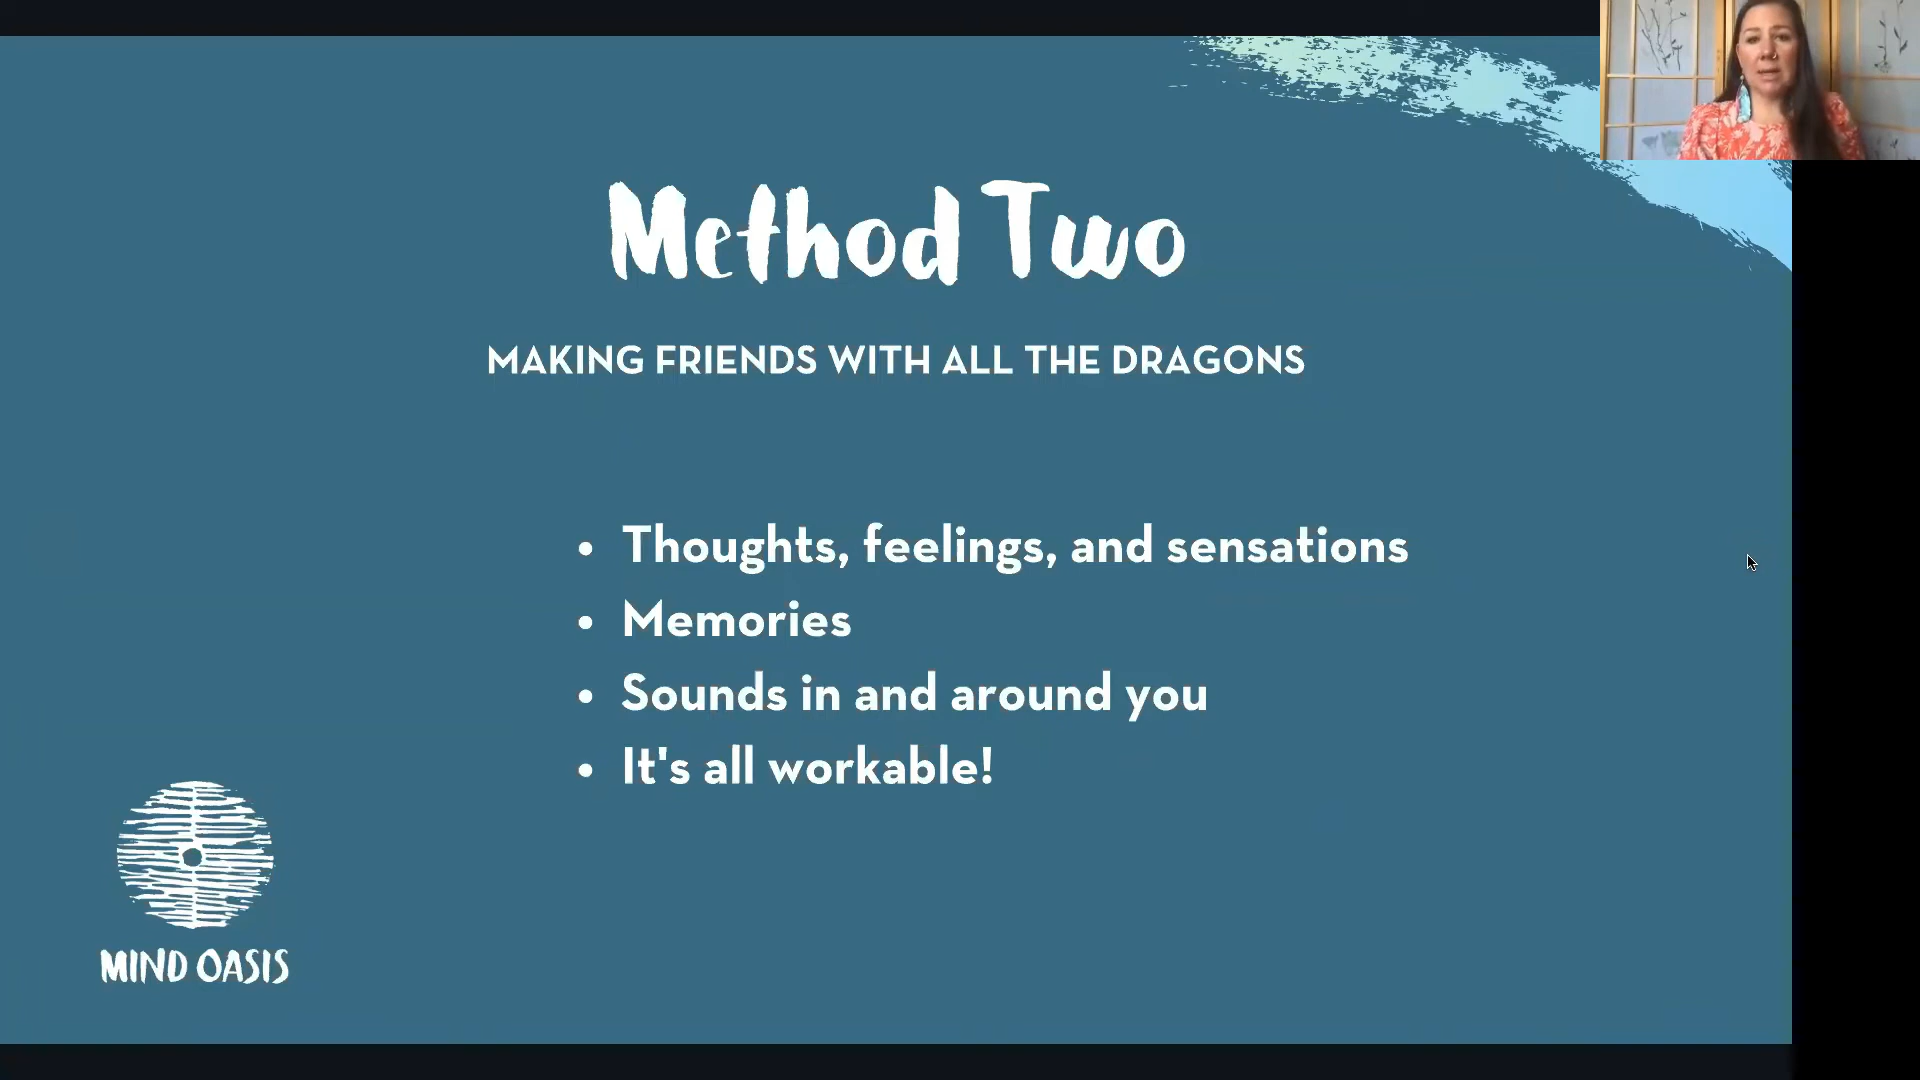 Method Two
MAKING FRIENDS WITH ALL THE DRAGONS
• Thoughts, feelings, and sensations
• Memories
• Sounds in and around you
• It's all workable!
MIND OASIS